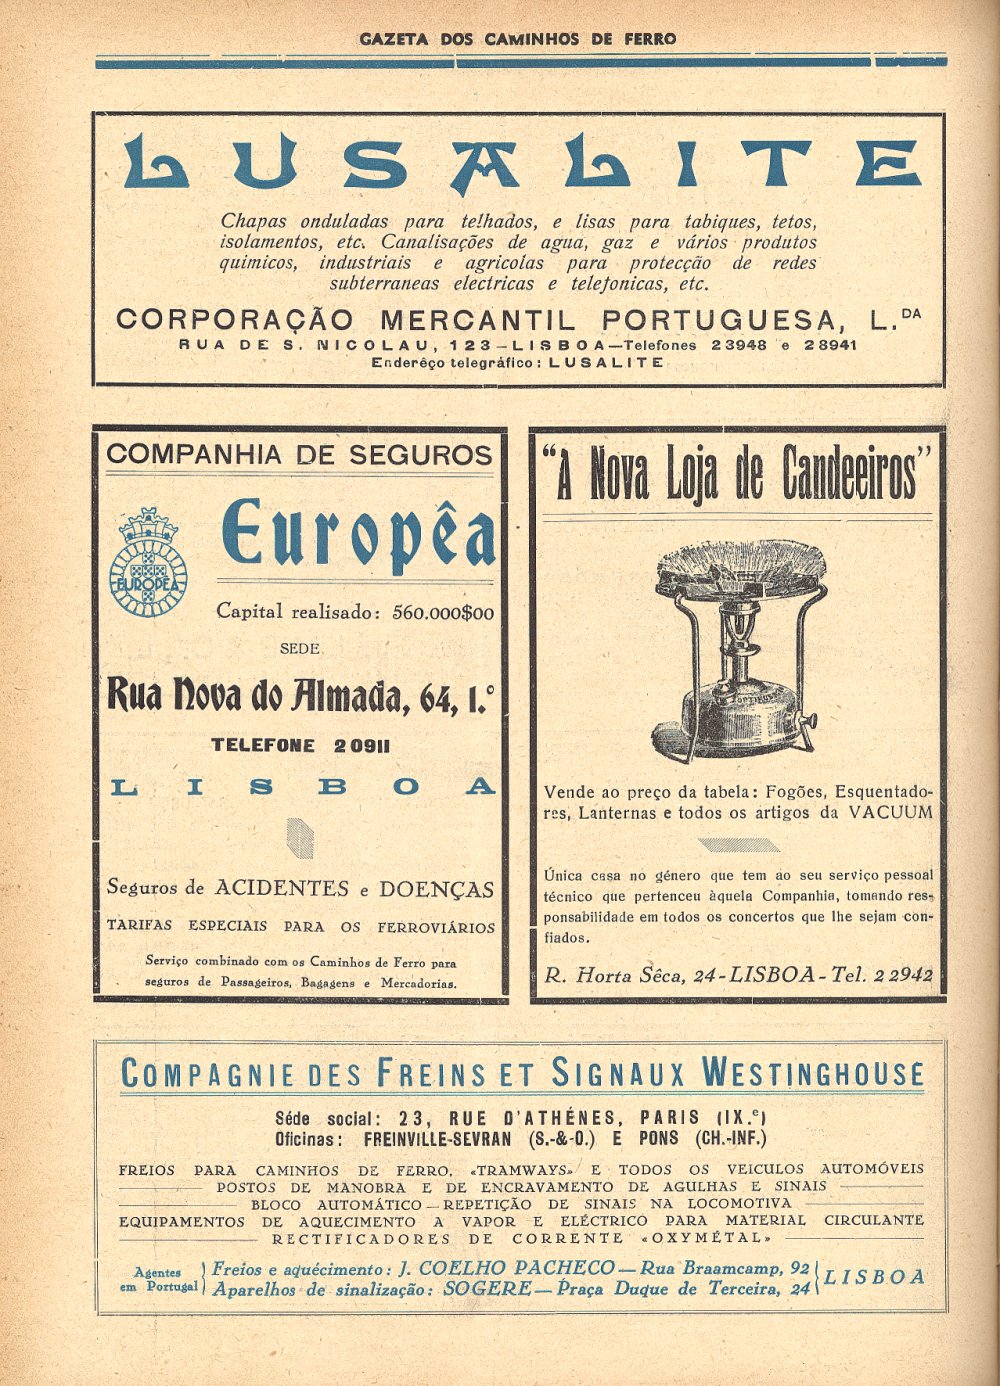 GAZETA DOS CAMINHOS DE FERRO
LUSALITE
Chapas onduladas para telhados, e lisas para tabiques, tetos,
isolamentos, etc. Canalisações de agua, gaz e vários produtos
quimicos, industriais e agricolas para protecção de redes
subterraneas electricas e telefonicas, etc.
CORPORAÇÃO MERCANTIL PORTUGUESA, L.DA
RUA DE S. NICOLAU, 123—LISBOA—Telefones 23948 e 28941
Enderêço telegráfico: LUSALITE
COMPANHIA DE SEGUROS
Européa
EUROPÊA
Capital realisado: 560.000$00
SEDE
Rua Nova do Almada, 64, 1.º
TELEFONE 20911
LISBOA
Seguros de ACIDENTES e DOENÇAS
TARIFAS ESPECIAIS PARA OS FERROVIÁRIOS
Serviço combinado com os Caminhos de Ferro para
seguros de Passageiros, Bagagens e Mercadorias.
"A Nova Loja de Candeeiros"
Vende ao preço da tabela: Fogões, Esquentado-
res, Lanternas e todos os artigos da VACUUM
Única casa no género que tem ao seu serviço pessoal
técnico que pertenceu àquela Companhia, tomando res-
ponsabilidade em todos os concertos que lhe sejam con-
fiados.
R. Horta Sêca, 24-LISBOA-Tel. 22942
COMPAGNIE DES FREINS ET SIGNAUX WESTINGHOUSE
Séde social: 23, RUE D'ATHÉNES, PARIS (IX.e)
Oficinas: FREINVILLE-SEVRAN (S.-&-O.) E PONS (CH.-INF.)
FREIOS PARA CAMINHOS DE FERRO, «TRAMWAYS» E TODOS OS VEICULOS AUTOMÓVEIS
POSTOS DE MANOBRA E DE ENCRAVAMENTO DE AGULHAS E SINAIS
BLOCO AUTOMÁTICO—REPETIÇÃO DE SINAIS NA LOCOMOTIVA
EQUIPAMENTOS DE AQUECIMENTO A VAPOR E ELÉCTRICO PARA MATERIAL CIRCULANTE
RECTIFICADORES DE CORRENTE «OXYMÉTAL»
Agentes em Portugal
Freios e aquécimento: J. COELHO PACHECO—Rua Braamcamp, 92
Aparelhos de sinalização: SOGERE—Praça Duque de Terceira, 24
LISBOA